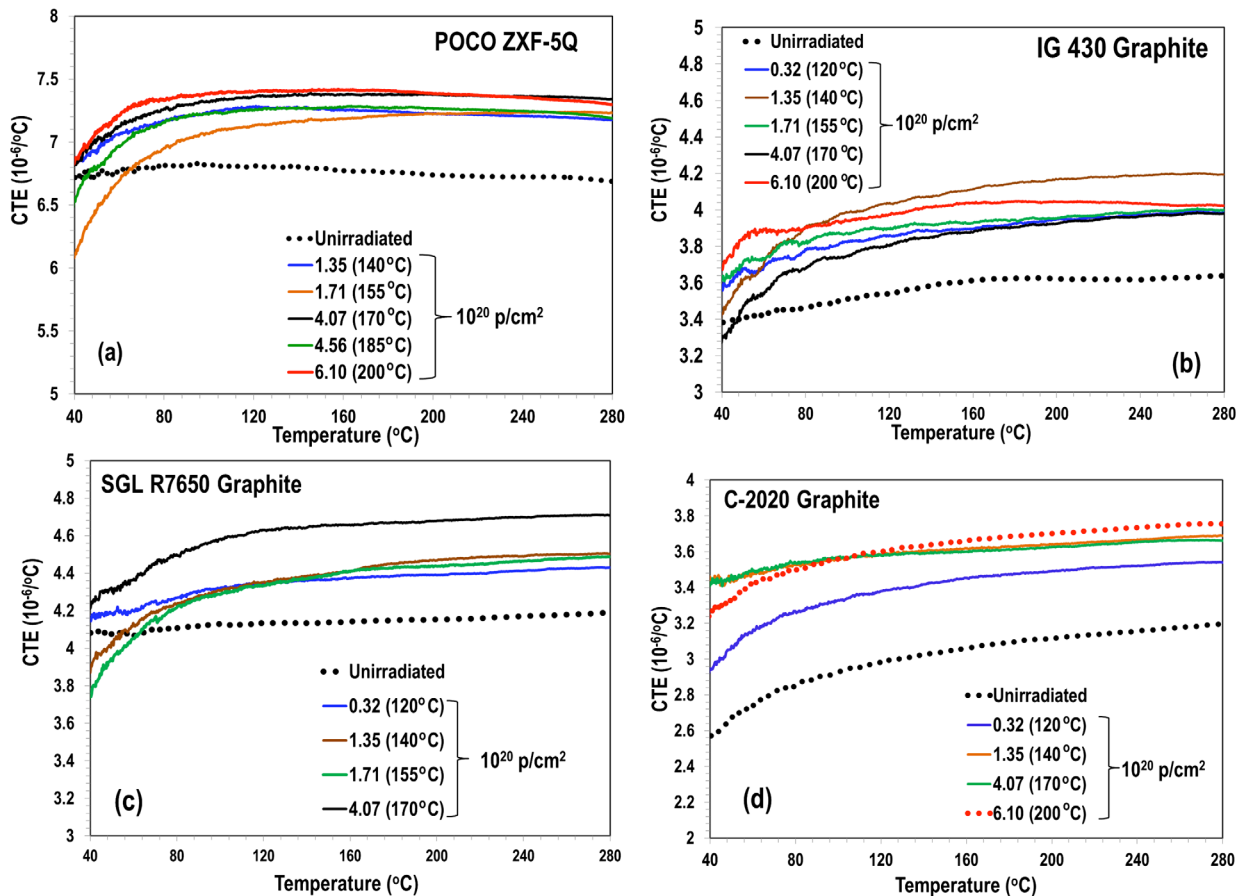 POCO ZXF-5Q
CTE (10-6/oC)
8
7.5
7
6.5
6
5.5
5
Unirradiated
1.35 (140oC)
1.71 (155oC)
4.07 (170oC)
4.56 (185oC)
6.10 (200oC)
1020 p/cm2
(a)
40 80 120 160 200 240 280
Temperature (oC)
IG 430 Graphite
CTE (10-6/oC)
5
4.8
4.6
4.4
4.2
4
3.8
3.6
3.4
3.2
3
Unirradiated
0.32 (120oC)
1.35 (140oC)
1.71 (155oC)
4.07 (170 oC)
6.10 (200 oC)
1020 p/cm2
(b)
40 80 120 160 200 240 280
Temperature (oC)
SGL R7650 Graphite
CTE (10-6/oC)
5
4.8
4.6
4.4
4.2
4
3.8
3.6
3.4
3.2
3
Unirradiated
0.32 (120oC)
1.35 (140oC)
1.71 (155oC)
4.07 (170oC)
1020 p/cm2
(c)
40 80 120 160 200 240 280
Temperature (oC)
C-2020 Graphite
CTE (10-6/oC)
4
3.8
3.6
3.4
3.2
3
2.8
2.6
2.4
2.2
2
Unirradiated
0.32 (120oC)
1.35 (140oC)
4.07 (170oC)
6.10 (200oC)
1020 p/cm2
(d)
40 80 120 160 200 240 280
Temperature (oC)